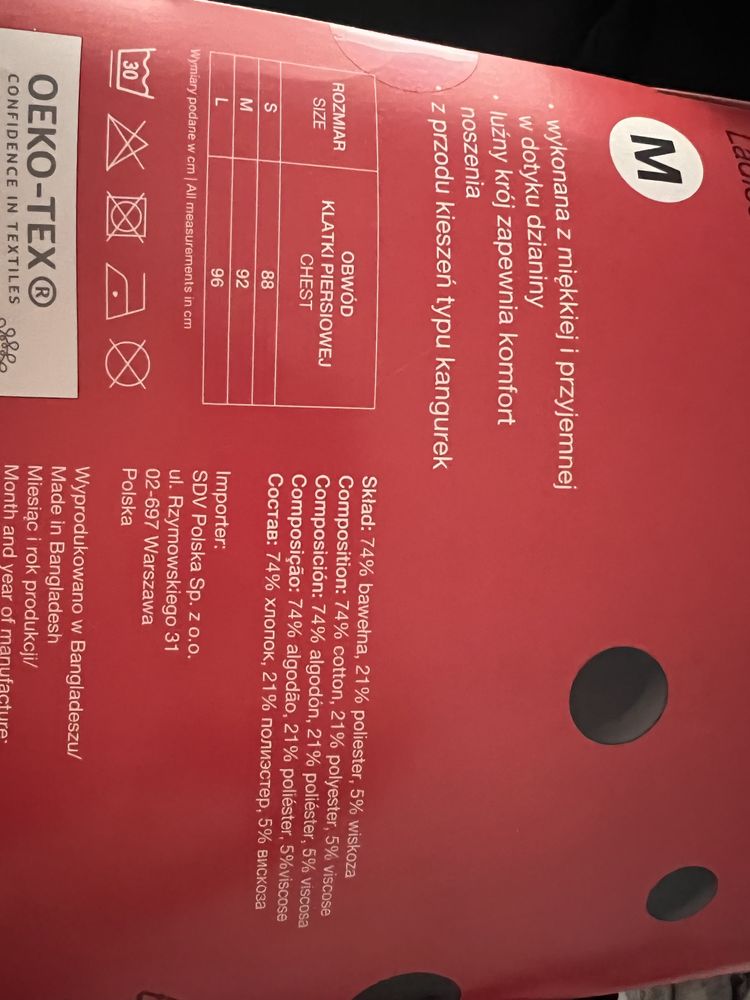 M
• wykonana z miękkiej i przyjemnej
w dotyku dzianiny
• luźny krój zapewnia komfort
noszenia
• z przodu kieszeń typu kangurek
ROZMIAR
SIZE
OBWÓD
KLATKI PIERSIOWEJ
CHEST
S 88
M 92
L 96
Wymiary podane w cm | All measurements in cm
30
OEKO-TEX®
CONFIDENCE IN TEXTILES
Skład: 74% bawełna, 21% poliester, 5% wiskoza
Composition: 74% cotton, 21% polyester, 5% viscose
Composición: 74% algodón, 21% poliéster, 5% viscosa
Composição: 74% algodão, 21% poliéster, 5%viscose
Состав: 74% хлопок, 21% полиэстер, 5% вискоза
Importer:
SDV Polska Sp. z o.o.
ul. Rzymowskiego 31
02-697 Warszawa
Polska
Wyprodukowano w Bangladeszu/
Made in Bangladesh
Miesiąc i rok produkcji/
Month and year of manufacture: